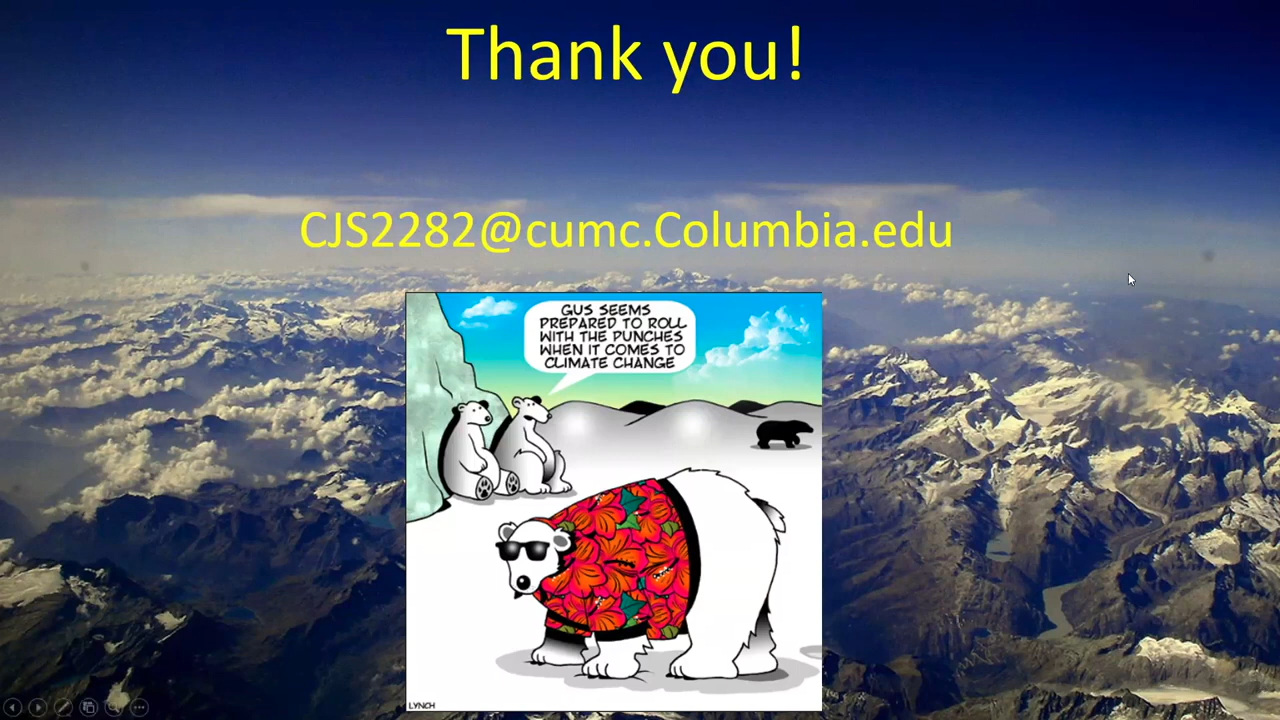 Thank you!
CJS2282@cumc.Columbia.edu
GUS SEEMS
PREPARED TO ROLL
WITH THE PUNCHES
WHEN IT COMES TO
CLIMATE CHANGE
LYNCH